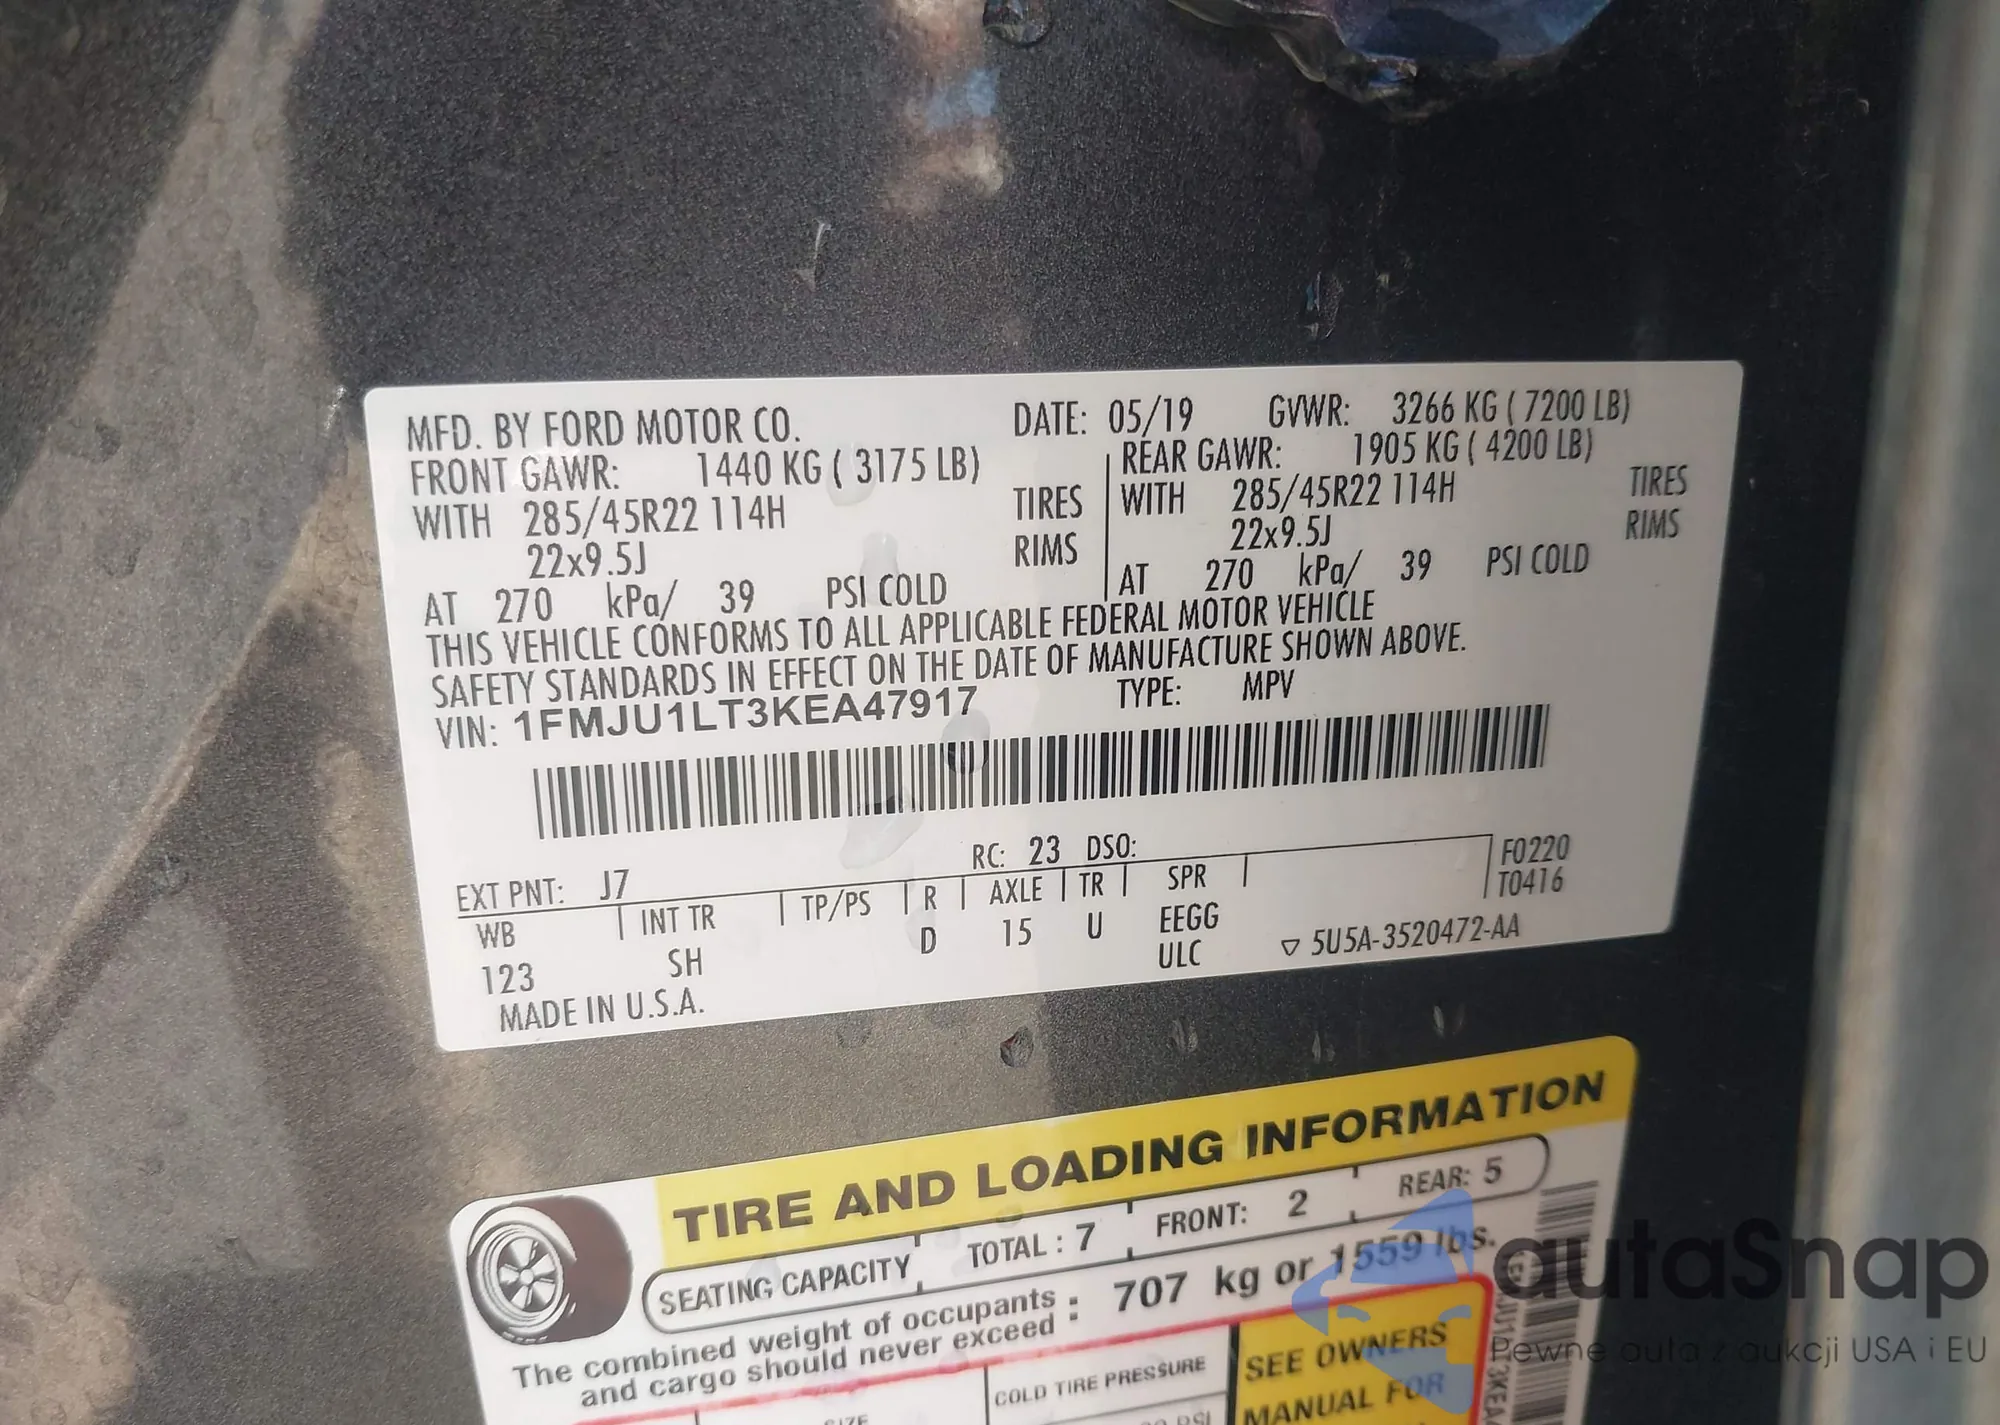 MFD. BY FORD MOTOR CO. DATE: 05/19 GVWR: 3266 KG ( 7200 LB)
FRONT GAWR: 1440 KG ( 3175 LB) REAR GAWR: 1905 KG ( 4200 LB)
WITH 285/45R22 114H TIRES WITH 285/45R22 114H TIRES
22x9.5J RIMS 22x9.5J RIMS
AT 270 kPa/ 39 PSI COLD AT 270 kPa/ 39 PSI COLD
THIS VEHICLE CONFORMS TO ALL APPLICABLE FEDERAL MOTOR VEHICLE
SAFETY STANDARDS IN EFFECT ON THE DATE OF MANUFACTURE SHOWN ABOVE.
VIN: 1FMJU1LT3KEA47917 TYPE: MPV
EXT PNT: J7 RC: 23 DSO: F0220
WB INT TR TP/PS R AXLE TR SPR T0416
123 SH D 15 U EEGG
ULC ▽ 5U5A-3520472-AA
MADE IN U.S.A.
TIRE AND LOADING INFORMATION
SEATING CAPACITY TOTAL : 7 FRONT: 2 REAR: 5
The combined weight of occupants
and cargo should never exceed : 707 kg or 1559 lbs.
COLD TIRE PRESSURE
SEE OWNERS
MANUAL FOR
SIZE
PSI
autaSnap
Pewne auta z aukcji USA i EU